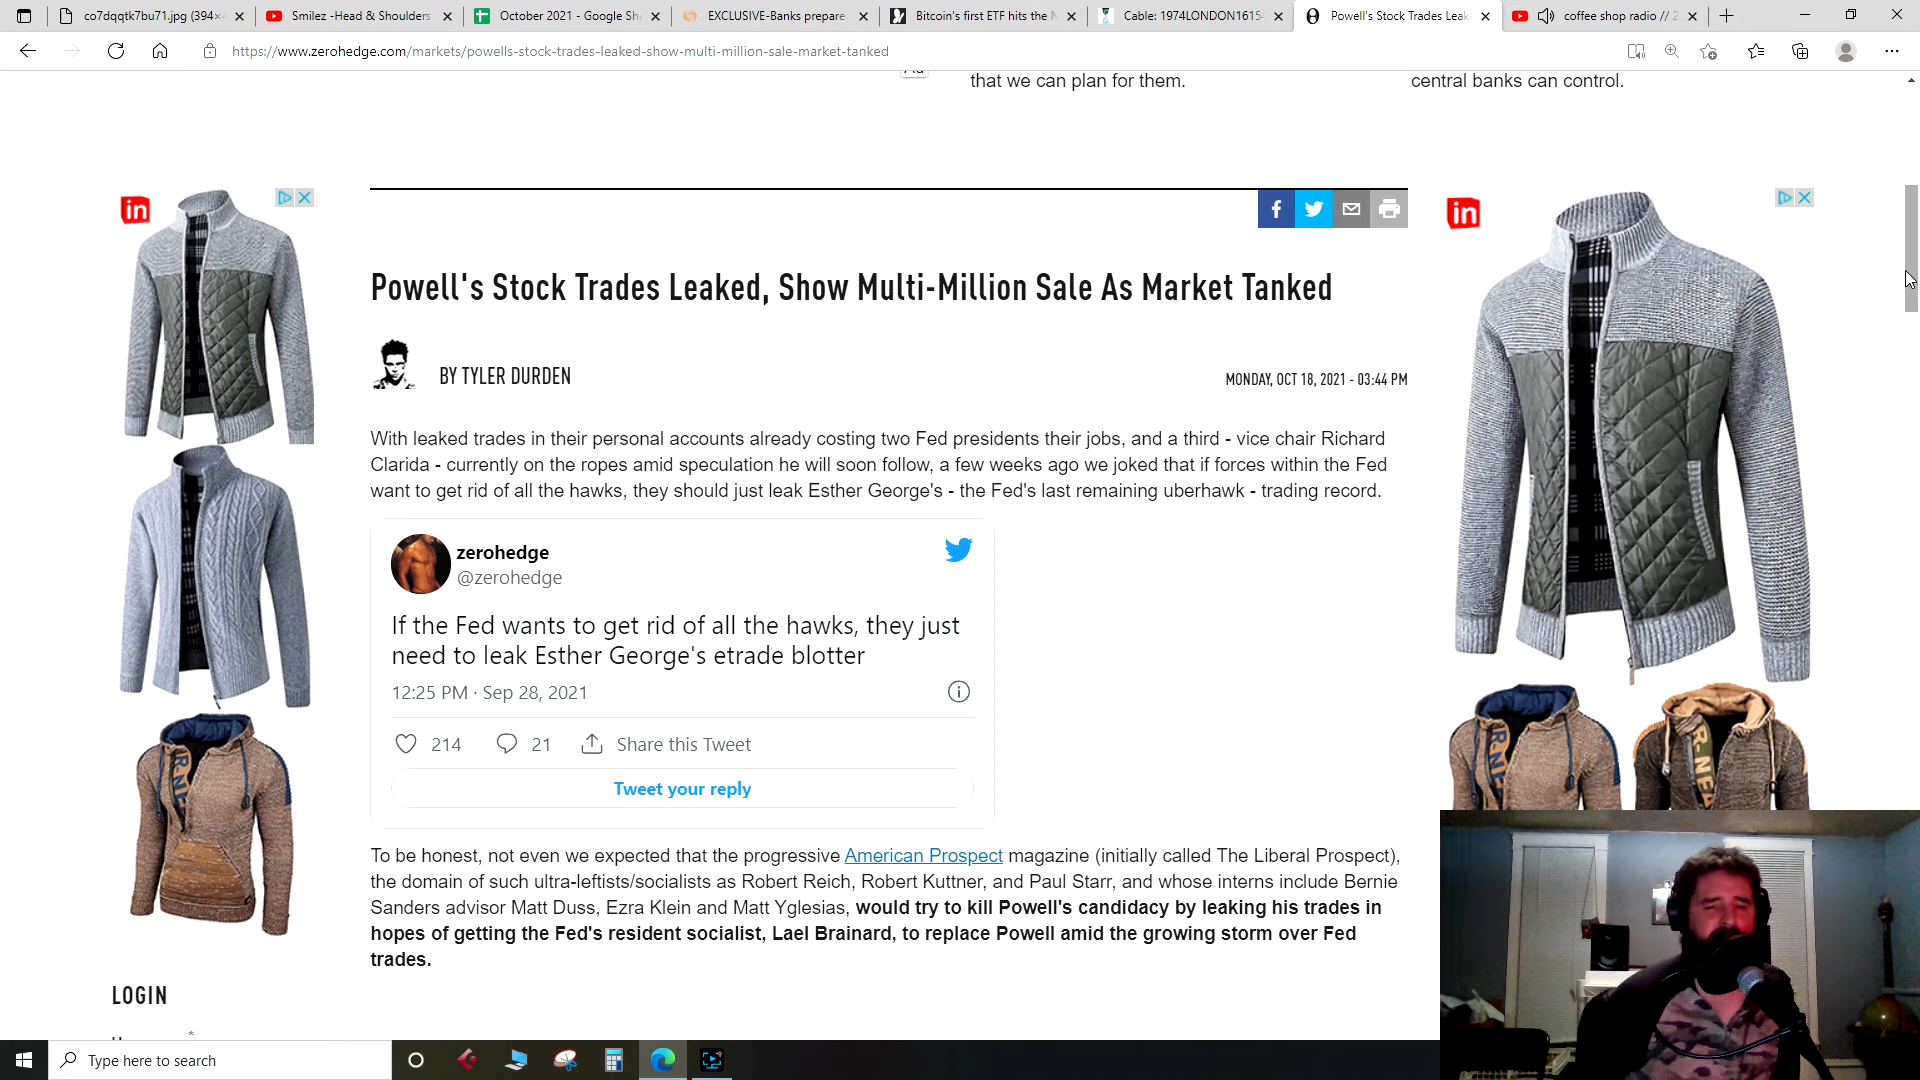 co7dqqtk7bu71.jpg (394×
Smilez -Head & Shoulders
October 2021 - Google Sh
EXCLUSIVE-Banks prepare
Bitcoin's first ETF hits the N
Cable: 1974LONDON1615
Powell's Stock Trades Leak
coffee shop radio // 2
https://www.zerohedge.com/markets/powells-stock-trades-leaked-show-multi-million-sale-market-tanked
that we can plan for them.
central banks can control.
in
in
Powell's Stock Trades Leaked, Show Multi-Million Sale As Market Tanked
BY TYLER DURDEN
MONDAY, OCT 18, 2021 - 03:44 PM
With leaked trades in their personal accounts already costing two Fed presidents their jobs, and a third - vice chair Richard
Clarida - currently on the ropes amid speculation he will soon follow, a few weeks ago we joked that if forces within the Fed
want to get rid of all the hawks, they should just leak Esther George's - the Fed's last remaining uberhawk - trading record.
zerohedge
@zerohedge
If the Fed wants to get rid of all the hawks, they just
need to leak Esther George's etrade blotter
12:25 PM · Sep 28, 2021
214
21
Share this Tweet
Tweet your reply
To be honest, not even we expected that the progressive American Prospect magazine (initially called The Liberal Prospect),
the domain of such ultra-leftists/socialists as Robert Reich, Robert Kuttner, and Paul Starr, and whose interns include Bernie
Sanders advisor Matt Duss, Ezra Klein and Matt Yglesias, would try to kill Powell's candidacy by leaking his trades in
hopes of getting the Fed's resident socialist, Lael Brainard, to replace Powell amid the growing storm over Fed
trades.
LOGIN
Type here to search